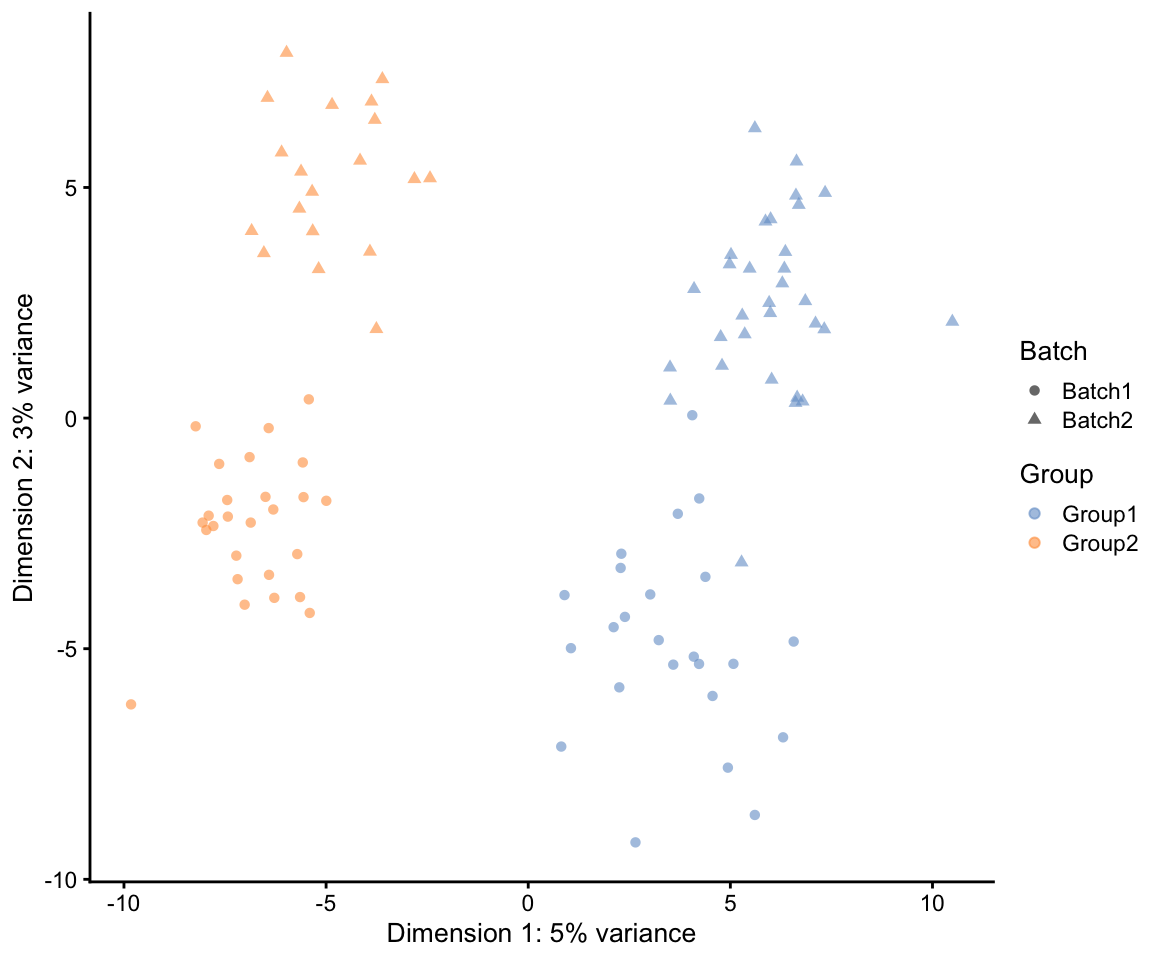 Dimension 2: 3% variance
5
0
-5
-10
-10
-5
0
5
10
Dimension 1: 5% variance
Batch
Batch1
Batch2
Group
Group1
Group2